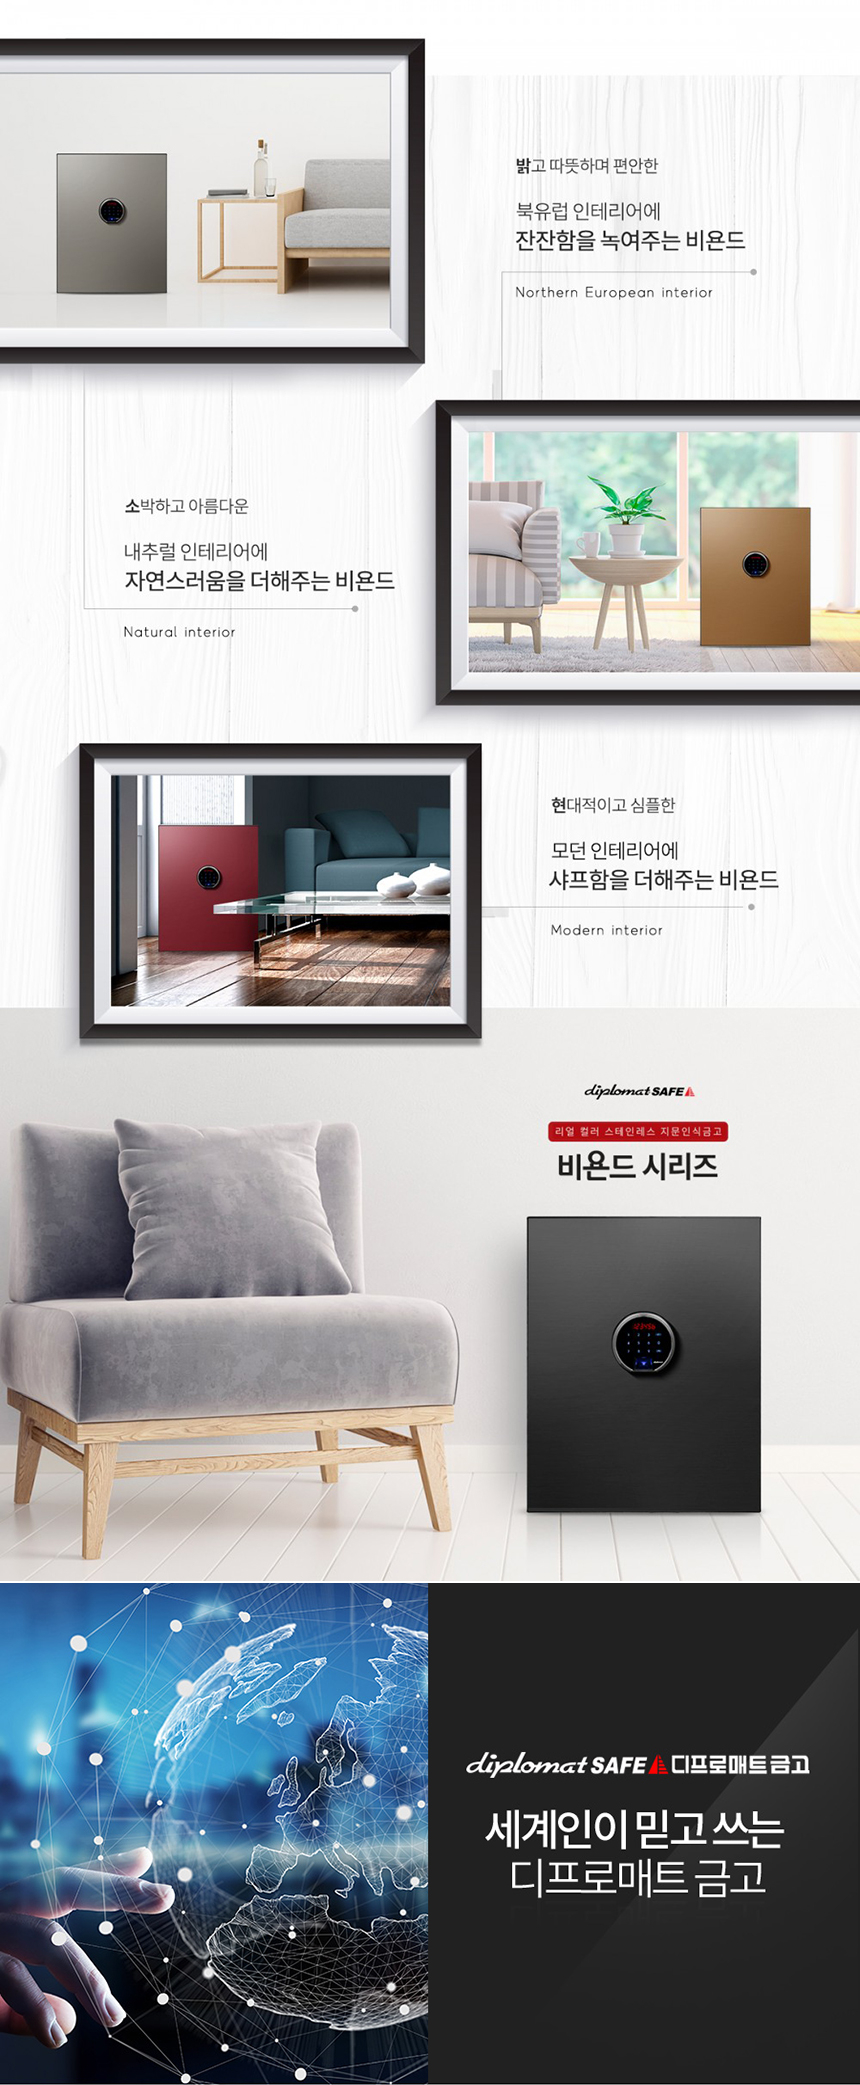 밝고 따뜻하며 편안한
북유럽 인테리어에
잔잔함을 녹여주는 비욘드
Northern European interior
소박하고 아름다운
내추럴 인테리어에
자연스러움을 더해주는 비욘드
Natural interior
현대적이고 심플한
모던 인테리어에
샤프함을 더해주는 비욘드
Modern interior
diplomat SAFE
리얼 컬러 스테인레스 지문인식금고
비욘드 시리즈
diplomat SAFE 디프로매트금고
세계인이 믿고 쓰는
디프로매트 금고